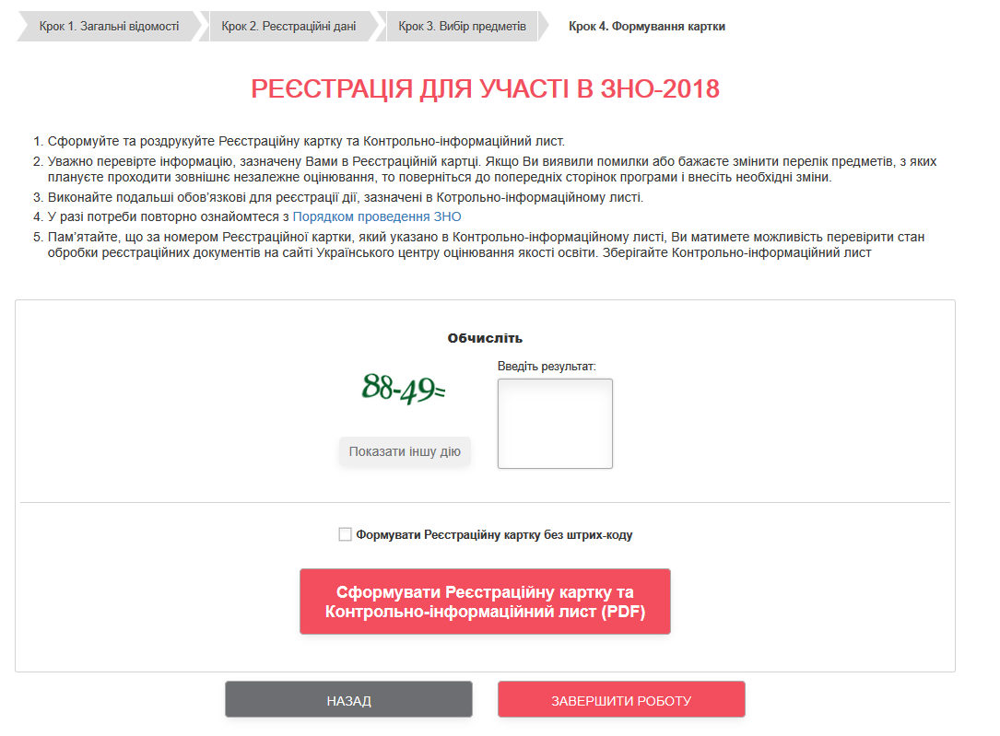 Крок 1. Загальні відомості
Крок 2. Реєстраційні дані
Крок 3. Вибір предметів
Крок 4. Формування картки
РЕЄСТРАЦІЯ ДЛЯ УЧАСТІ В ЗНО-2018
1. Сформуйте та роздрукуйте Реєстраційну картку та Контрольно-інформаційний лист.
2. Уважно перевірте інформацію, зазначену Вами в Реєстраційній картці. Якщо Ви виявили помилки або бажаєте змінити перелік предметів, з яких
плануєте проходити зовнішнє незалежне оцінювання, то поверніться до попередніх сторінок програми і внесіть необхідні зміни.
3. Виконайте подальші обов'язкові для реєстрації дії, зазначені в Котрольно-інформаційному листі.
4. У разі потреби повторно ознайомтеся з Порядком проведення ЗНО
5. Пам'ятайте, що за номером Реєстраційної картки, який указано в Контрольно-інформаційному листі, Ви матимете можливість перевірити стан
обробки реєстраційних документів на сайті Українського центру оцінювання якості освіти. Зберігайте Контрольно-інформаційний лист
Обчисліть
Введіть результат:
88-49=
Показати іншу дію
Формувати Реєстраційну картку без штрих-коду
Сформувати Реєстраційну картку та
Контрольно-інформаційний лист (PDF)
НАЗАД
ЗАВЕРШИТИ РОБОТУ